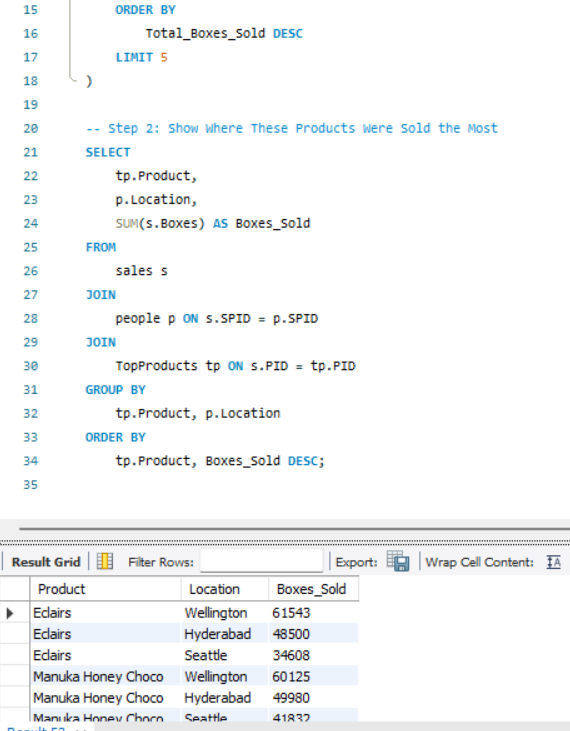 15 ORDER BY
16 Total_Boxes_Sold DESC
17 LIMIT 5
18 )
19
20 -- Step 2: Show Where These Products Were Sold the Most
21 SELECT
22 tp.Product,
23 p.Location,
24 SUM(s.Boxes) AS Boxes_Sold
25 FROM
26 sales s
27 JOIN
28 people p ON s.SPID = p.SPID
29 JOIN
30 TopProducts tp ON s.PID = tp.PID
31 GROUP BY
32 tp.Product, p.Location
33 ORDER BY
34 tp.Product, Boxes_Sold DESC;
35
Result Grid Filter Rows: Export: Wrap Cell Content: IA
Product Location Boxes_Sold
Eclairs Wellington 61543
Eclairs Hyderabad 48500
Eclairs Seattle 34608
Manuka Honey Choco Wellington 60125
Manuka Honey Choco Hyderabad 49980
Manuka Honey Choco Seattle 41832